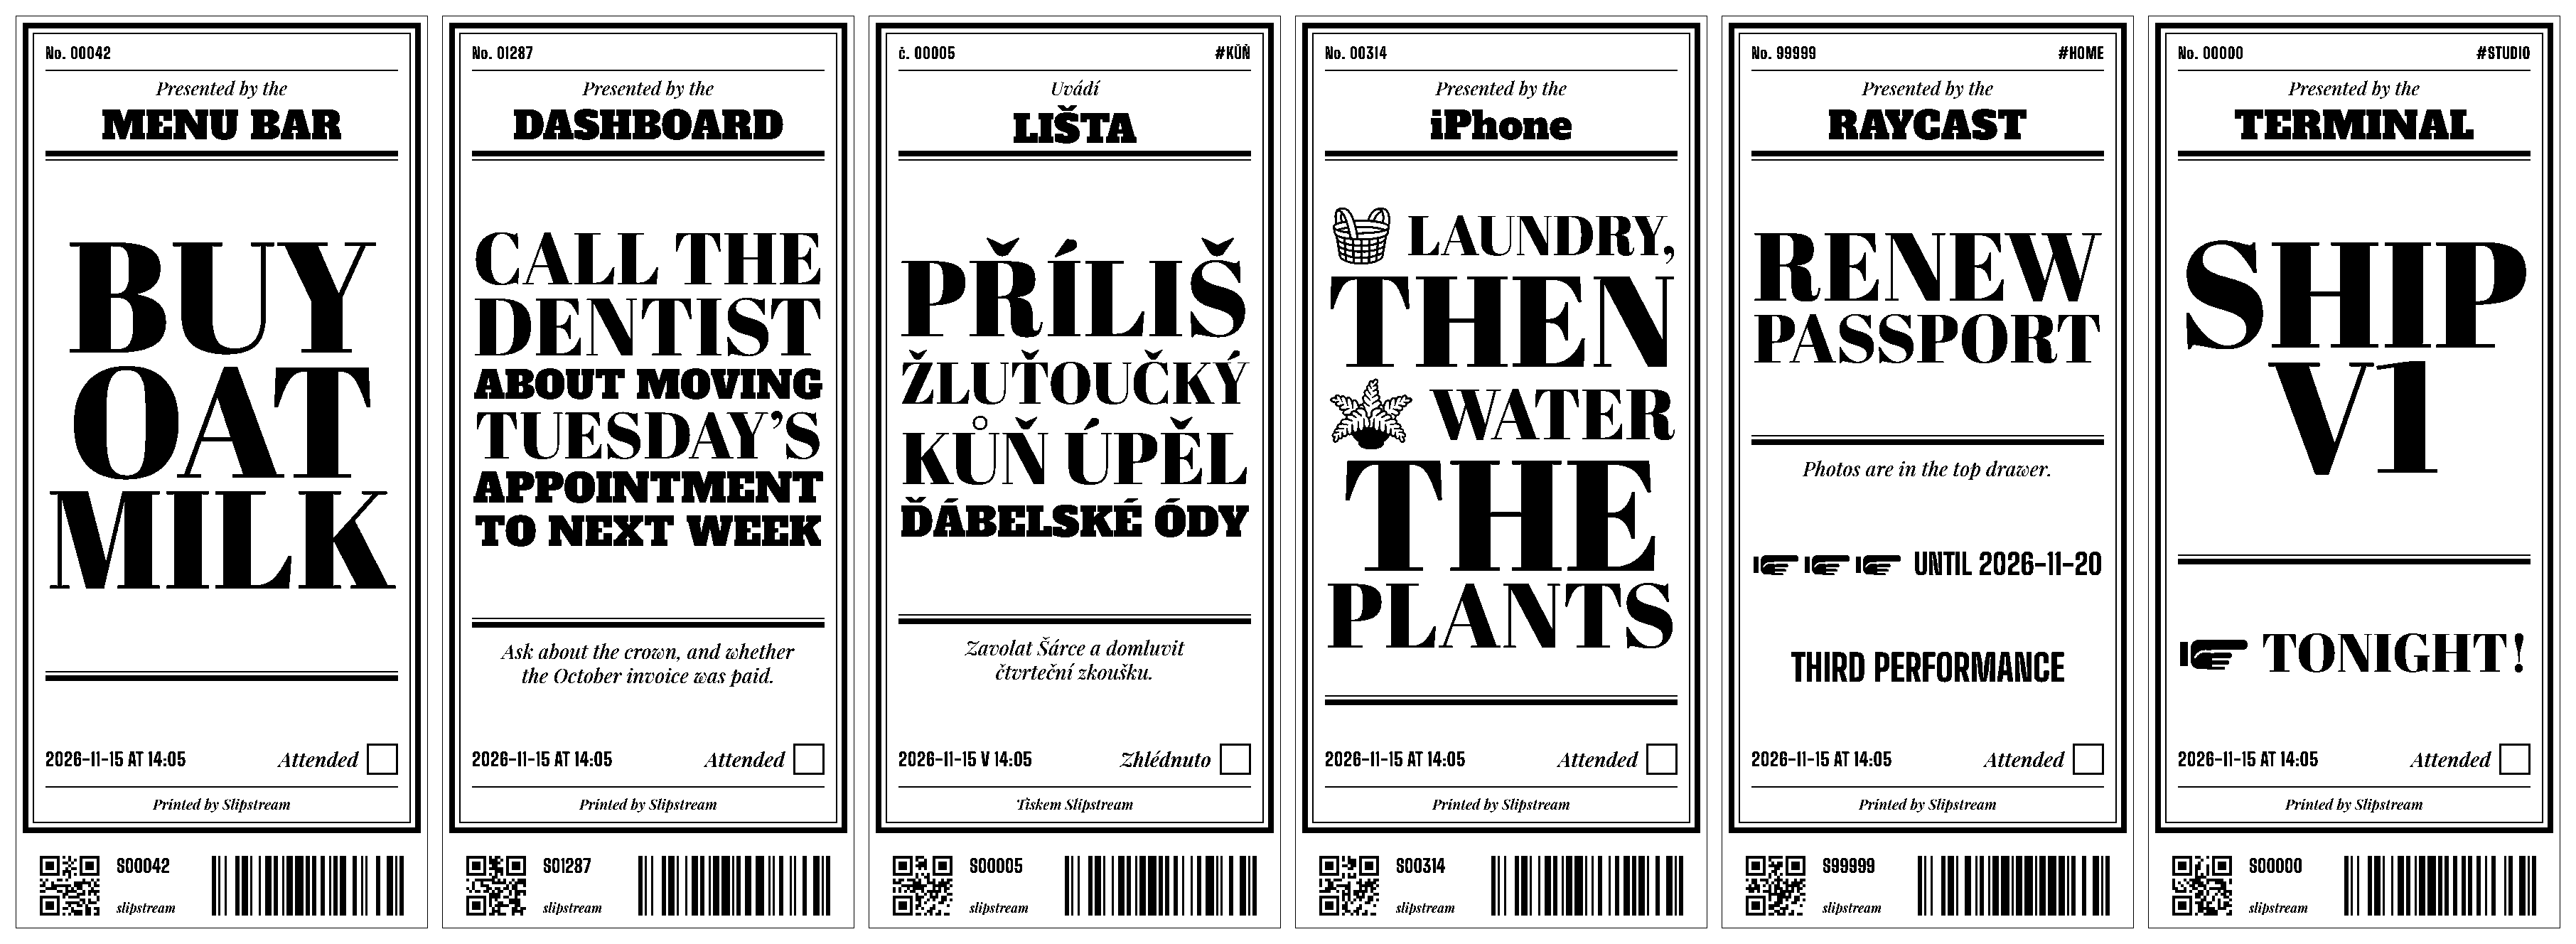 No. 00042
Presented by the
MENU BAR
BUY
OAT
MILK
2026-11-15 AT 14:05 Attended
Printed by Slipstream
S00042
slipstream
No. 01287
Presented by the
DASHBOARD
CALL THE
DENTIST
ABOUT MOVING
TUESDAY’S
APPOINTMENT
TO NEXT WEEK
Ask about the crown, and whether
the October invoice was paid.
2026-11-15 AT 14:05 Attended
Printed by Slipstream
S01287
slipstream
č. 00005 #KŮŇ
Uvádí
LIŠTA
PŘÍLIŠ
ŽLUŤOUČKÝ
KŮŇ ÚPĚL
ĎÁBELSKÉ ÓDY
Zavolat Šárce a domluvit
čtvrteční zkoušku.
2026-11-15 V 14:05 Zhlédnuto
Tiskem Slipstream
S00005
slipstream
No. 00314
Presented by the
iPhone
LAUNDRY,
THEN
WATER
THE
PLANTS
2026-11-15 AT 14:05 Attended
Printed by Slipstream
S00314
slipstream
No. 99999 #HOME
Presented by the
RAYCAST
RENEW
PASSPORT
Photos are in the top drawer.
UNTIL 2026-11-20
THIRD PERFORMANCE
2026-11-15 AT 14:05 Attended
Printed by Slipstream
S99999
slipstream
No. 00000 #STUDIO
Presented by the
TERMINAL
SHIP
V1
TONIGHT!
2026-11-15 AT 14:05 Attended
Printed by Slipstream
S00000
slipstream